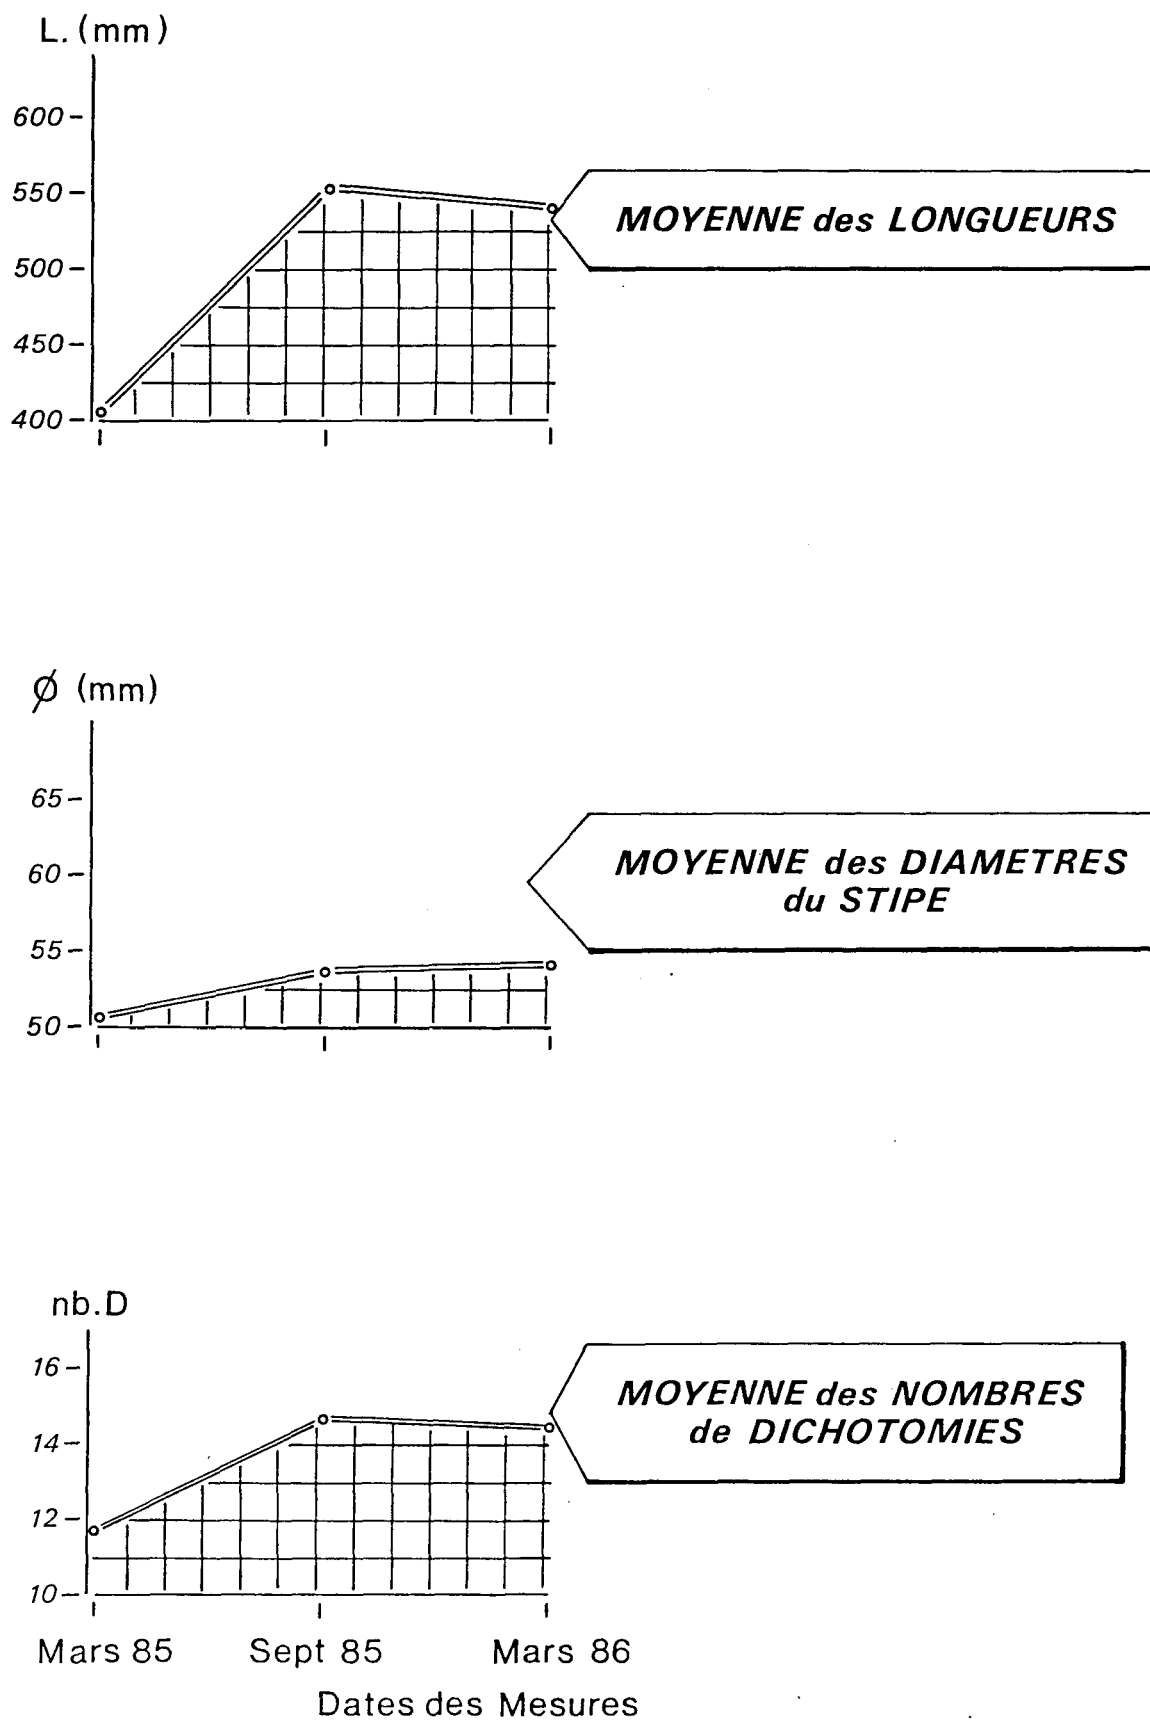 L. (mm)
600
550
500
450
400
MOYENNE des LONGUEURS
Ø (mm)
65
60
55
50
MOYENNE des DIAMETRES
du STIPE
nb.D
16
14
12
10
MOYENNE des NOMBRES
de DICHOTOMIES
Mars 85 Sept 85 Mars 86
Dates des Mesures